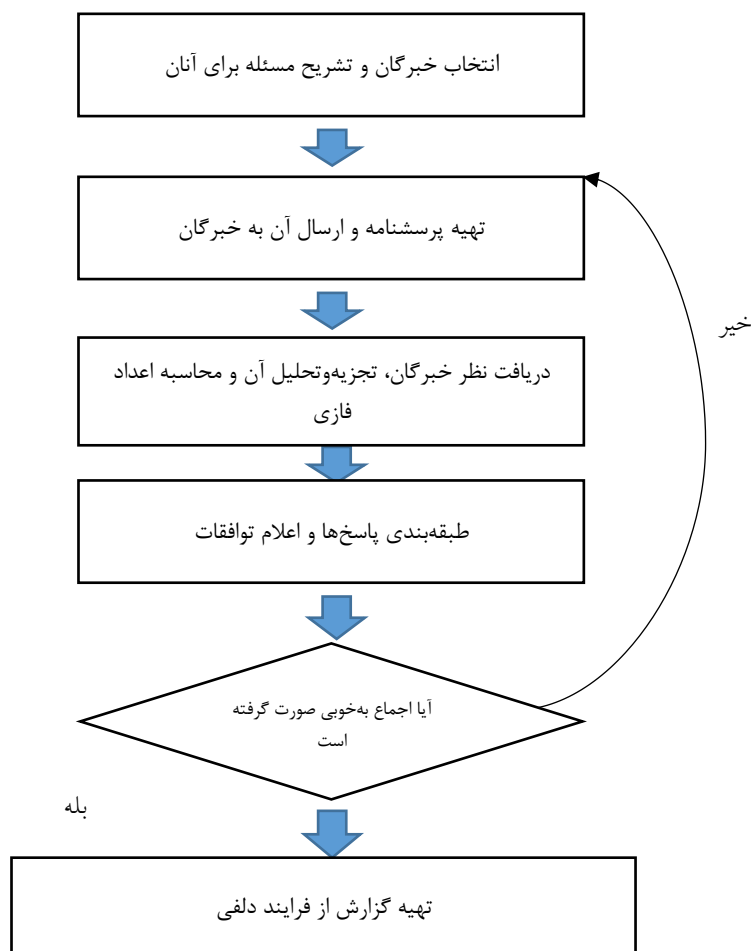 انتخاب خبرگان و تشریح مسئله برای آنان
تهیه پرسشنامه و ارسال آن به خبرگان
خیر
دریافت نظر خبرگان، تجزیه‌وتحلیل آن و محاسبه اعداد
فازی
طبقه‌بندی پاسخ‌ها و اعلام توافقات
آیا اجماع به‌خوبی صورت گرفته
است
بله
تهیه گزارش از فرایند دلفی